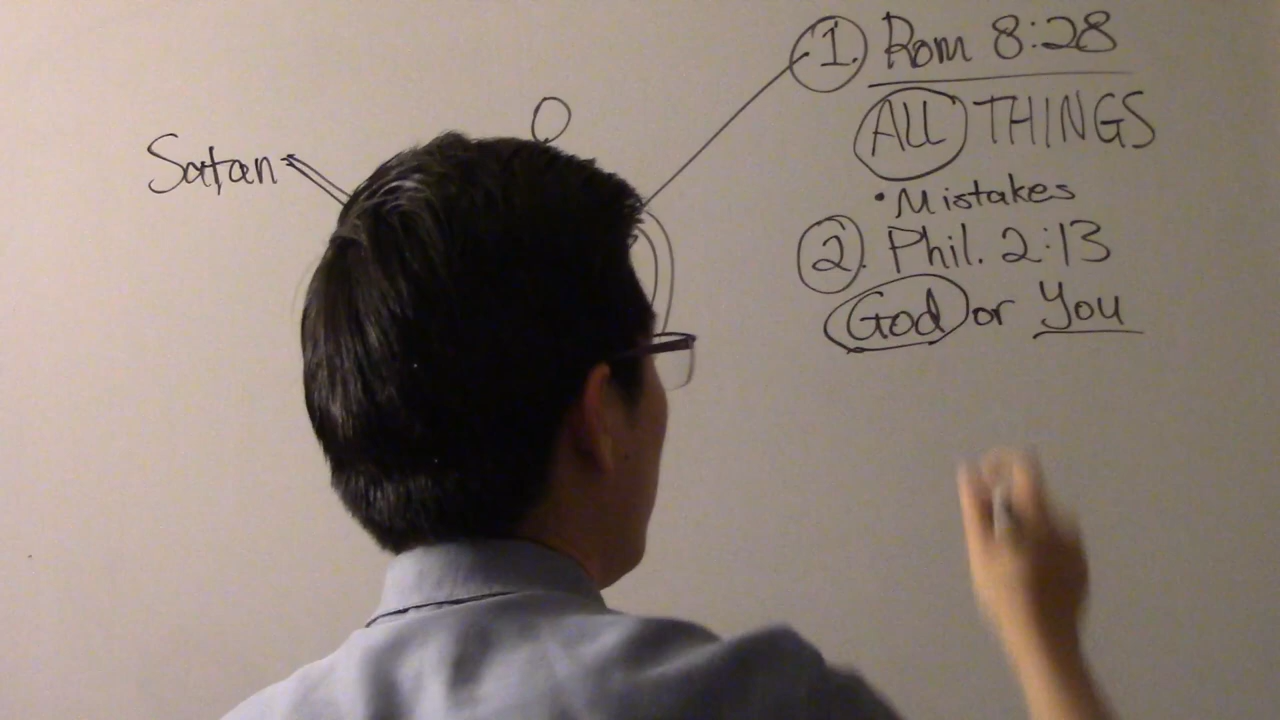 Satan
1. Rom 8:28
ALL THINGS
• Mistakes
2. Phil. 2:13
God or You